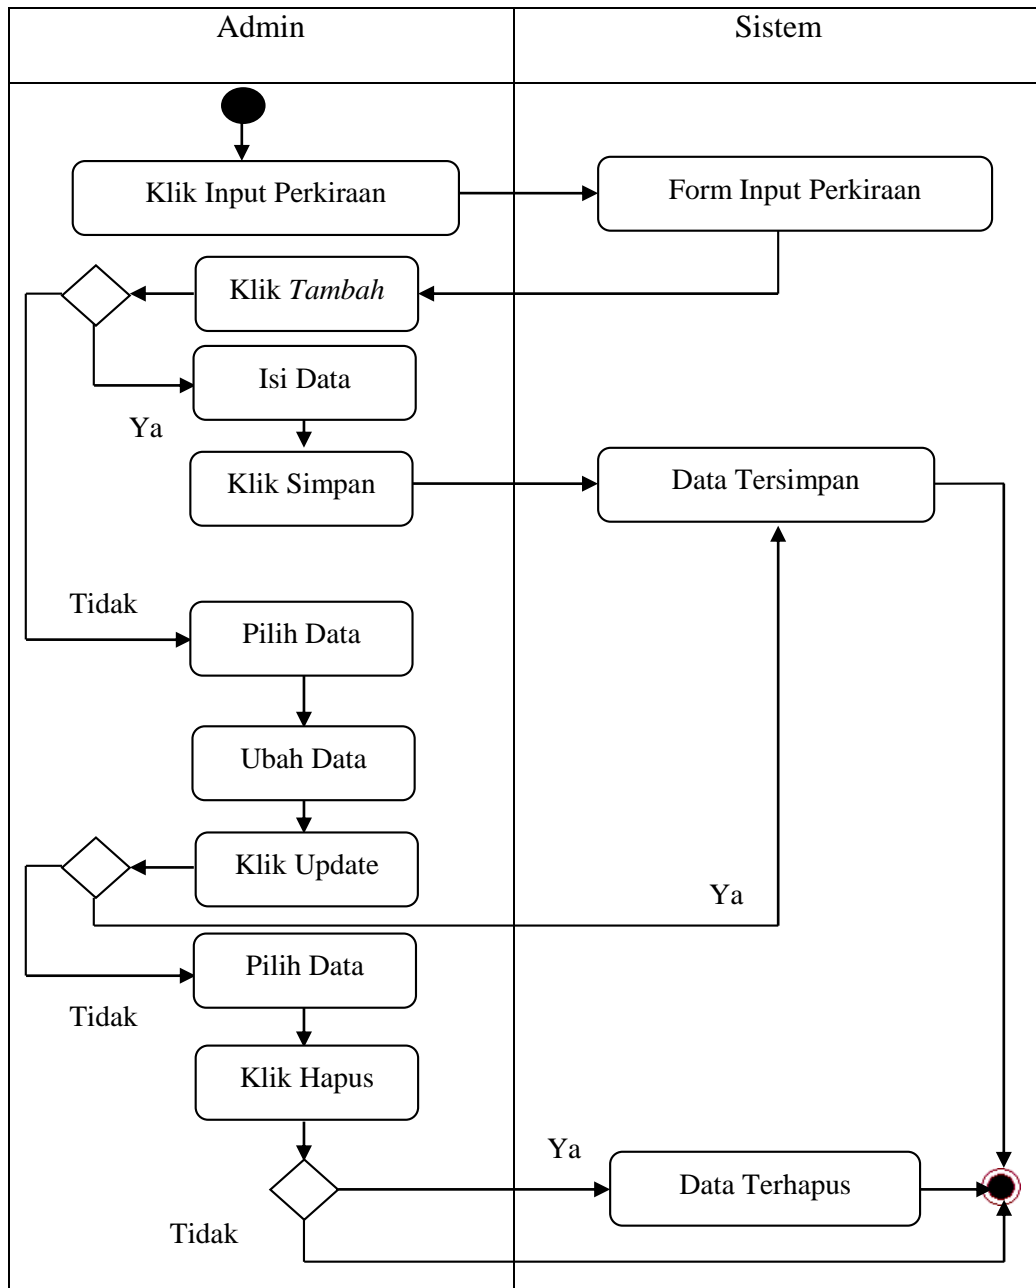 Admin
Sistem
Klik Input Perkiraan
Form Input Perkiraan
Klik Tambah
Isi Data
Ya
Klik Simpan
Data Tersimpan
Tidak
Pilih Data
Ubah Data
Klik Update
Ya
Pilih Data
Tidak
Klik Hapus
Ya
Data Terhapus
Tidak